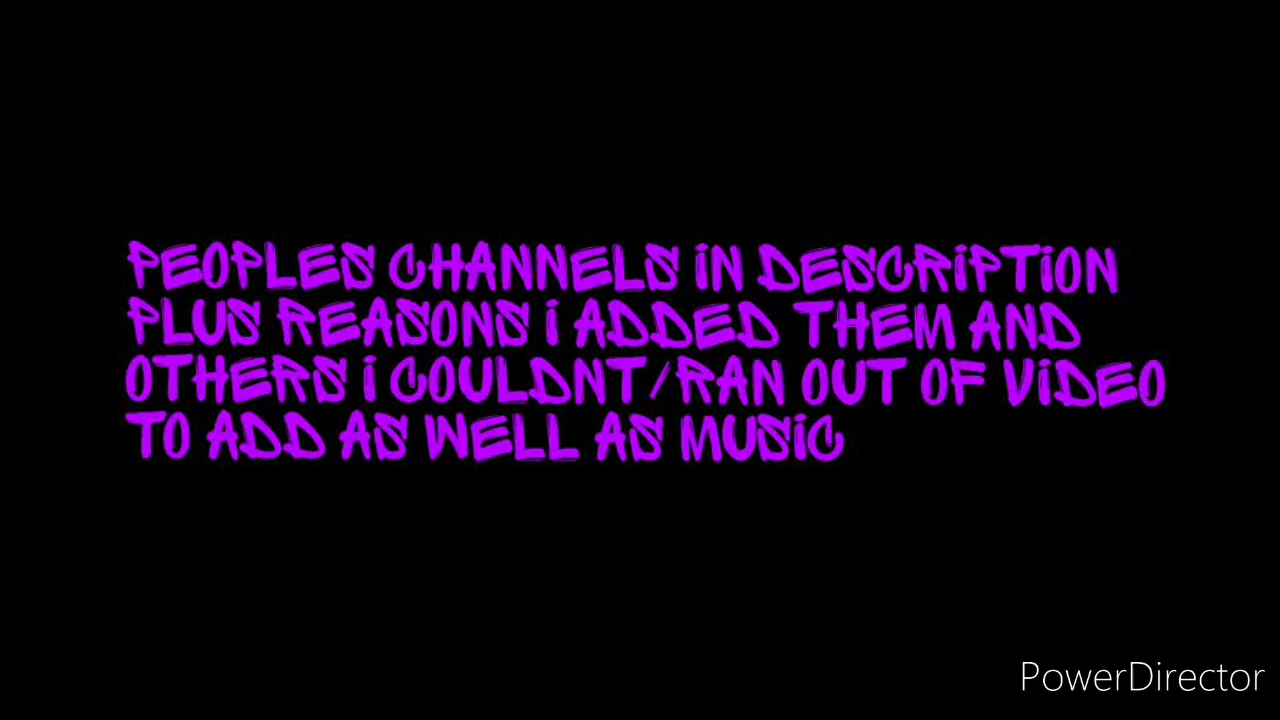 PEOPLES CHANNELS iN DESCRiPTiON
PLUS REASONS i ADDED THEM AND
OTHERS i COULDNT/RAN OUT OF ViDEO
TO ADD AS WELL AS MUSiC
PowerDirector